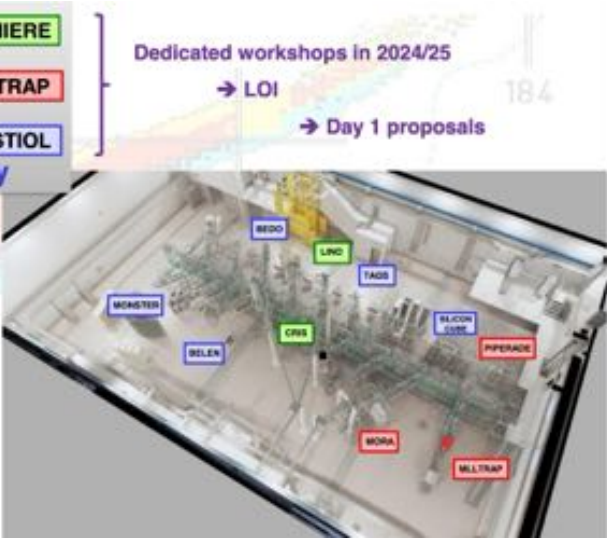 IERE
Dedicated workshops in 2024/25
TRAP
➔ LOI
184
➔ Day 1 proposals
STIOL
y
BEDO
LINO
TAGS
MONSTER
SILICON
CUBE
CRIS
PIPERADE
BELEN
MORA
MLLTRAP